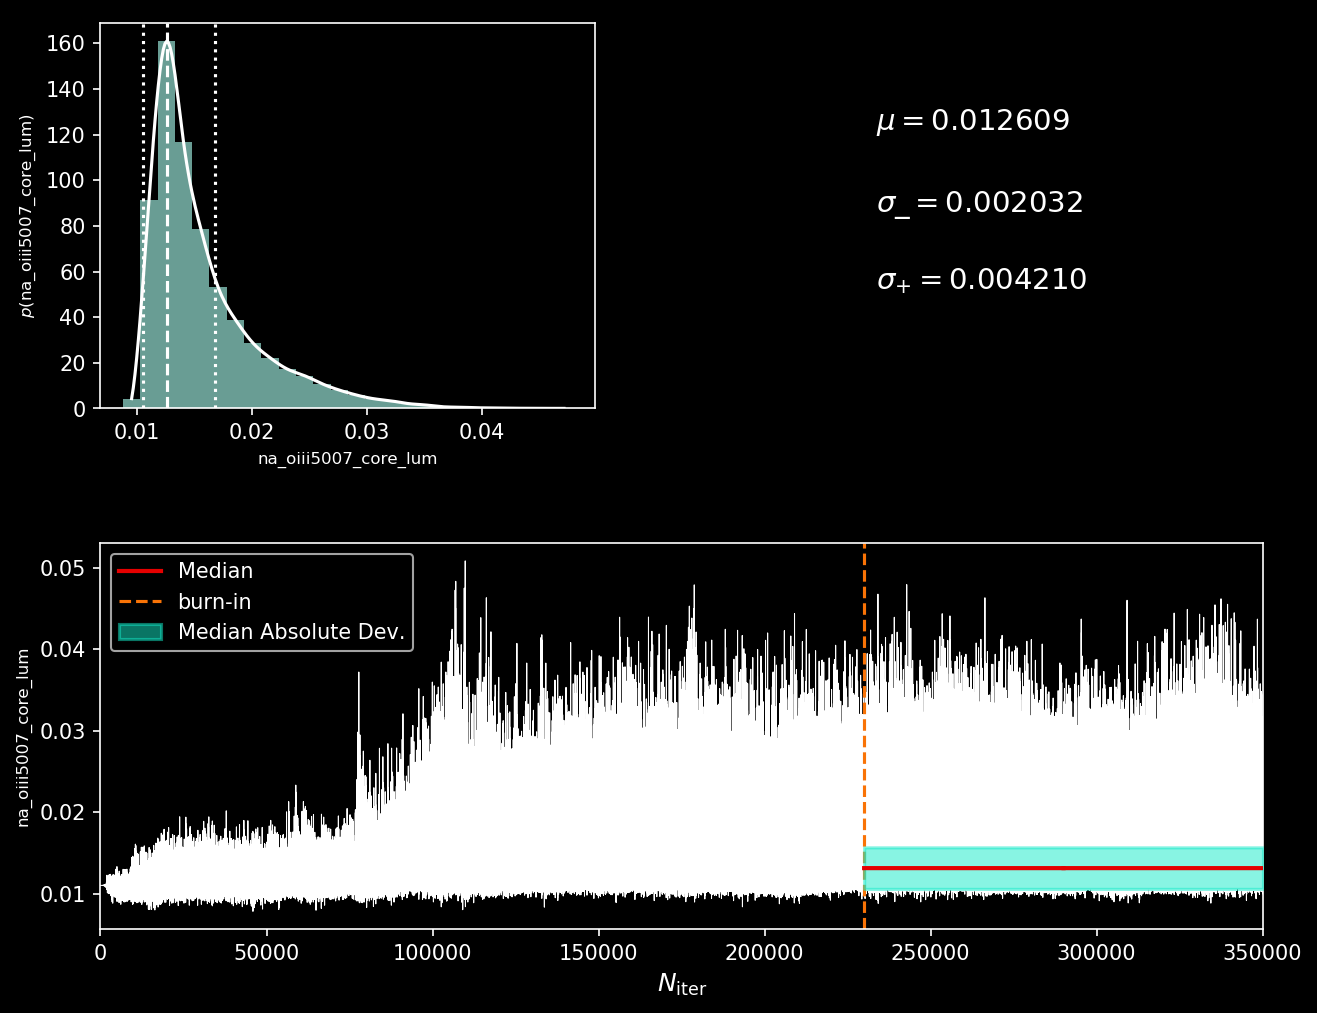 160
140
120
100
80
60
40
20
0
p(na_oiii5007_core_lum)
0.01 0.02 0.03 0.04
na_oiii5007_core_lum
μ = 0.012609
σ₋ = 0.002032
σ₊ = 0.004210
Median
burn-in
Median Absolute Dev.
0.05
0.04
0.03
0.02
0.01
na_oiii5007_core_lum
0 50000 100000 150000 200000 250000 300000 350000
N_iter